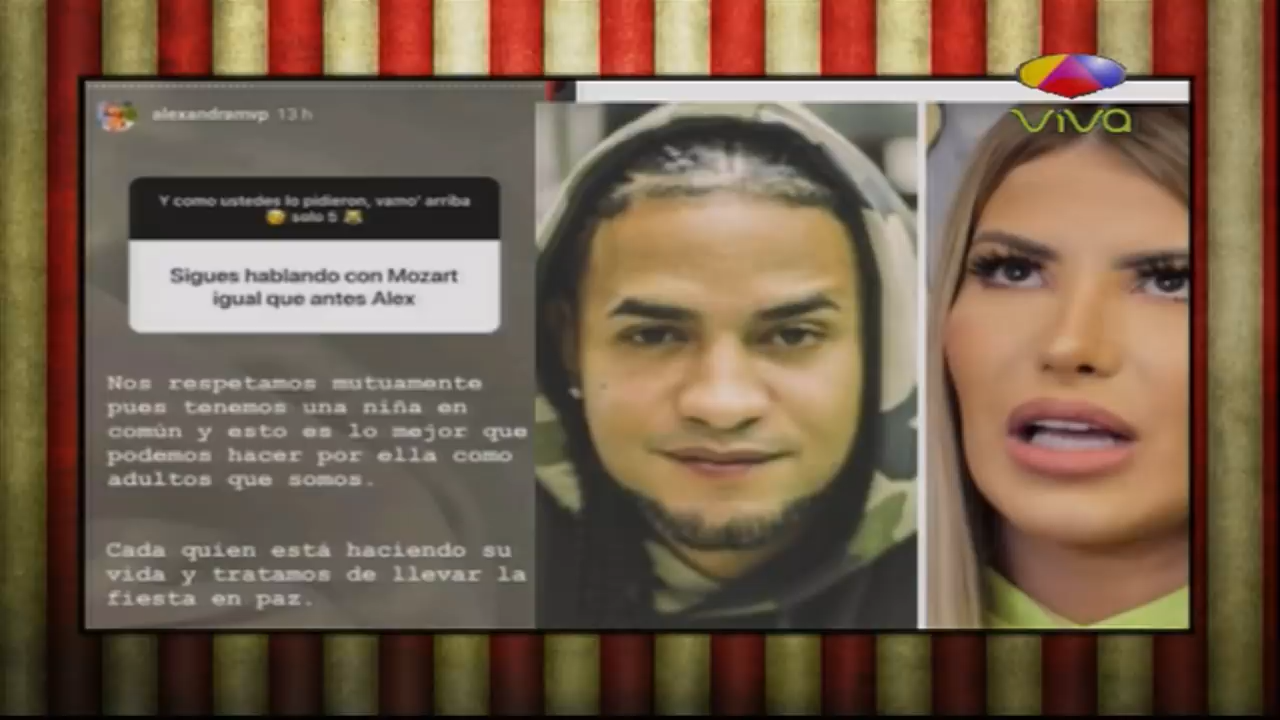 alexandramvp 13 h
Y como ustedes lo pidieron, vamo' arriba
solo 5
Sigues hablando con Mozart
igual que antes Alex
Nos respetamos mutuamente
pues tenemos una niña en
común y esto es lo mejor que
podemos hacer por ella como
adultos que somos.
Cada quien está haciendo su
vida y tratamos de llevar la
fiesta en paz.
ViVa